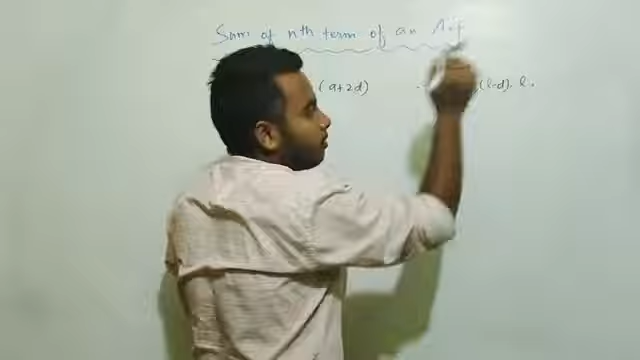 Sum of nth term of an A.P
(a+2d) (l-d). l.